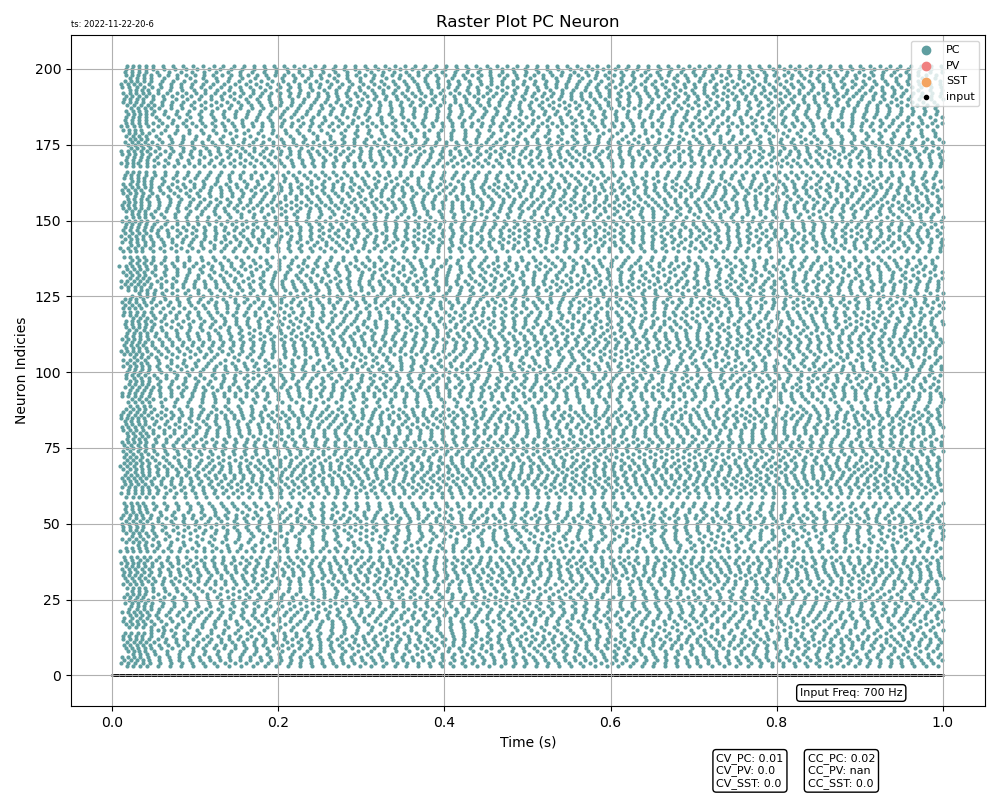 ts: 2022-11-22-20-6
Raster Plot PC Neuron
PC
PV
SST
input
200
175
150
125
100
75
50
25
0
Neuron Indicies
Input Freq: 700 Hz
0.0 0.2 0.4 0.6 0.8 1.0
Time (s)
CV_PC: 0.01
CV_PV: 0.0
CV_SST: 0.0
CC_PC: 0.02
CC_PV: nan
CC_SST: 0.0